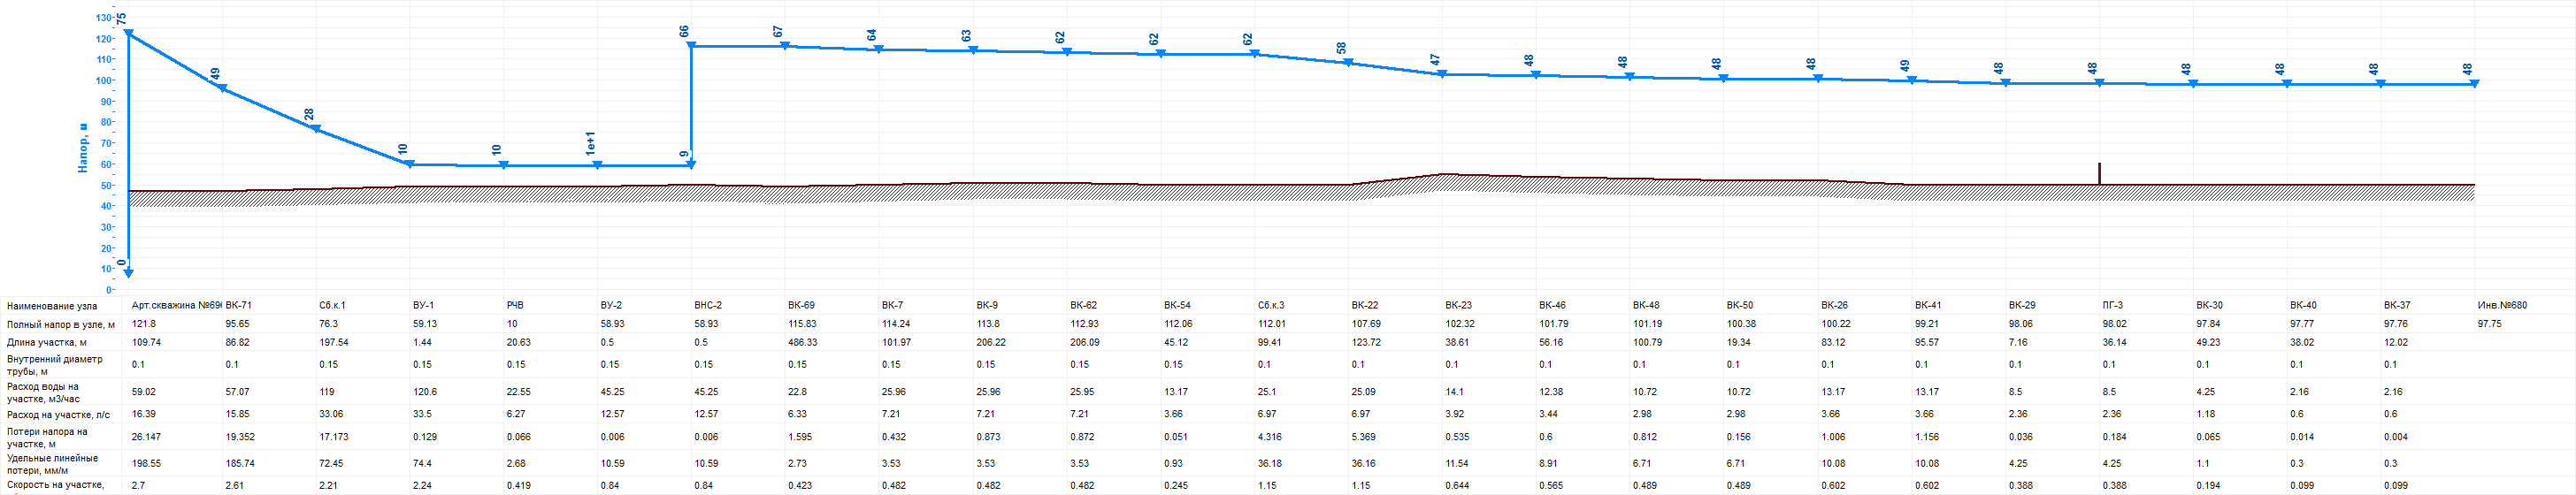 130
120
110
100
90
80
70
60
50
40
30
20
10
0
Напор, м
75
0
49
28
10
10
1e+1
9
66
67
64
63
62
62
62
58
47
48
48
48
48
49
48
48
48
48
48
48
Наименование узла Арт.скважина №696 ВК-71 Сб.к.1 ВУ-1 РЧВ ВУ-2 ВНС-2 ВК-69 ВК-7 ВК-9 ВК-62 ВК-54 Сб.к.3 ВК-22 ВК-23 ВК-46 ВК-48 ВК-50 ВК-26 ВК-41 ВК-29 ПГ-3 ВК-30 ВК-40 ВК-37 Инв.№680
Полный напор в узле, м 121.8 95.65 76.3 59.13 10 58.93 58.93 115.83 114.24 113.8 112.93 112.06 112.01 107.69 102.32 101.79 101.19 100.38 100.22 99.21 98.06 98.02 97.84 97.77 97.76 97.75
Длина участка, м 109.74 86.82 197.54 1.44 20.63 0.5 0.5 486.33 101.97 206.22 206.09 45.12 99.41 123.72 38.61 56.16 100.79 19.34 83.12 95.57 7.16 36.14 49.23 38.02 12.02
Внутренний диаметр
трубы, м 0.1 0.1 0.15 0.15 0.15 0.15 0.15 0.15 0.15 0.15 0.15 0.15 0.1 0.1 0.1 0.1 0.1 0.1 0.1 0.1 0.1 0.1 0.1 0.1 0.1
Расход воды на
участке, м3/час 59.02 57.07 119 120.6 22.55 45.25 45.25 22.8 25.96 25.96 25.95 13.17 25.1 25.09 14.1 12.38 10.72 10.72 13.17 13.17 8.5 8.5 4.25 2.16 2.16
Расход на участке, л/с 16.39 15.85 33.06 33.5 6.27 12.57 12.57 6.33 7.21 7.21 7.21 3.66 6.97 6.97 3.92 3.44 2.98 2.98 3.66 3.66 2.36 2.36 1.18 0.6 0.6
Потери напора на
участке, м 26.147 19.352 17.173 0.129 0.066 0.006 0.006 1.595 0.432 0.873 0.872 0.051 4.316 5.369 0.535 0.6 0.812 0.156 1.006 1.156 0.036 0.184 0.065 0.014 0.004
Удельные линейные
потери, мм/м 198.55 185.74 72.45 74.4 2.68 10.59 10.59 2.73 3.53 3.53 3.53 0.93 36.18 36.16 11.54 8.91 6.71 6.71 10.08 10.08 4.25 4.25 1.1 0.3 0.3
Скорость на участке, 2.7 2.61 2.21 2.24 0.419 0.84 0.84 0.423 0.482 0.482 0.482 0.245 1.15 1.15 0.644 0.565 0.489 0.489 0.602 0.602 0.388 0.388 0.194 0.099 0.099